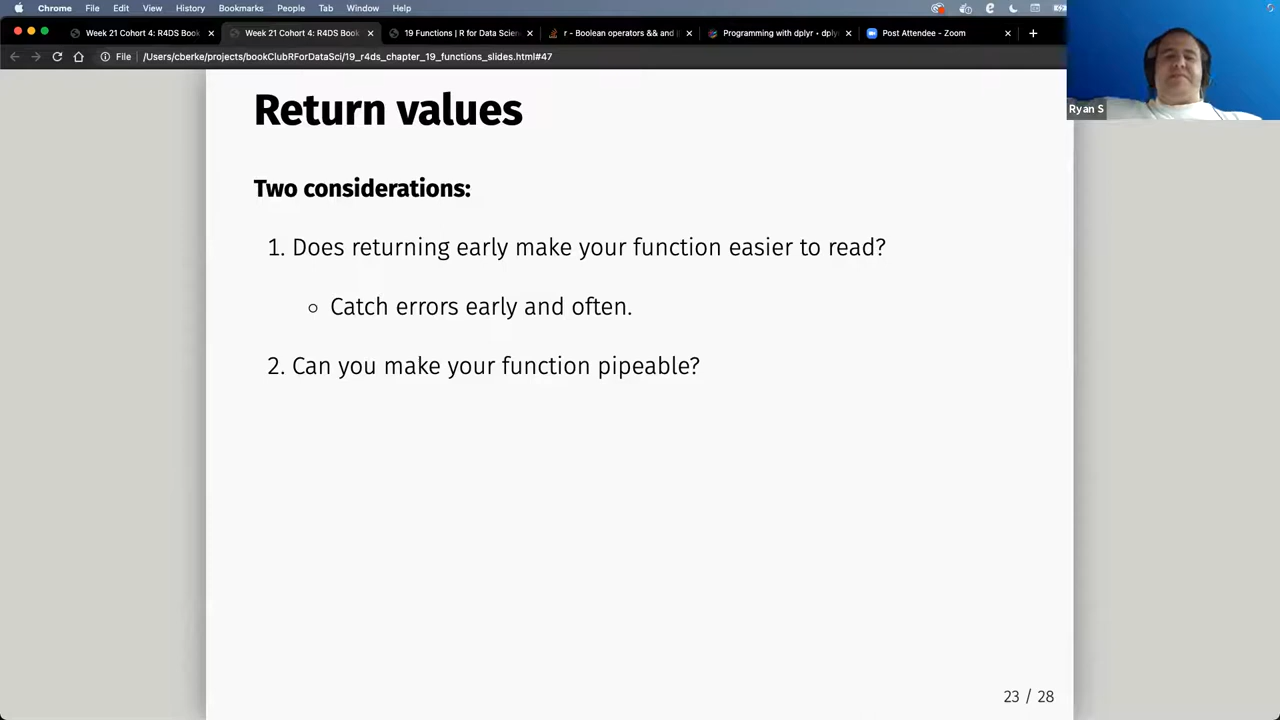 Chrome File Edit View History Bookmarks People Tab Window Help
Week 21 Cohort 4: R4DS Book
Week 21 Cohort 4: R4DS Book
19 Functions | R for Data Scien
r - Boolean operators && and ||
Programming with dplyr • dply
Post Attendee - Zoom
File /Users/cberke/projects/bookClubRForDataSci/19_r4ds_chapter_19_functions_slides.html#47
Ryan S
Return values
Two considerations:
1. Does returning early make your function easier to read?
Catch errors early and often.
2. Can you make your function pipeable?
23 / 28